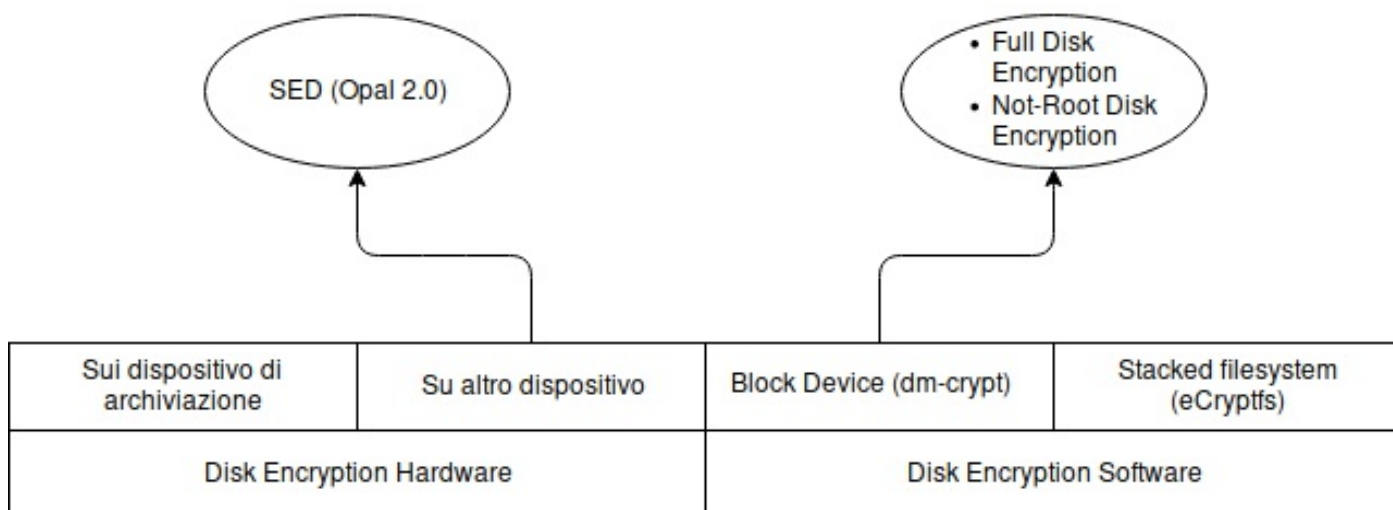 SED (Opal 2.0)
• Full Disk
Encryption
• Not-Root Disk
Encryption
Sui dispositivo di
archiviazione
Su altro dispositivo
Block Device (dm-crypt)
Stacked filesystem
(eCryptfs)
Disk Encryption Hardware
Disk Encryption Software